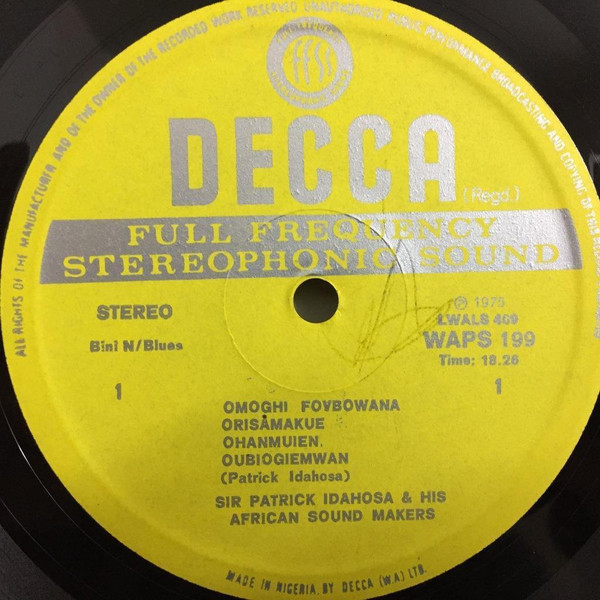 ALL RIGHTS OF THE MANUFACTURER AND OF THE OWNER OF THE RECORDED WORK RESERVED UNAUTHORISED PUBLIC PERFORMANCE BROADCASTING AND COPYING OF THIS
ffss
DECCA
(Regd.)
FULL FREQUENCY
STEREOPHONIC SOUND
STEREO
℗ 1975
LWALS 409
Bini N/Blues
WAPS 199
Time: 18.26
1
1
OMOGHI FOVBOWANA
ORISAMAKUE
OHANMUIEN.
OUBIOGIEMWAN
(Patrick Idahosa)
SIR PATRICK IDAHOSA & HIS
AFRICAN SOUND MAKERS
MADE IN NIGERIA, BY DECCA (W.A.) LTD.